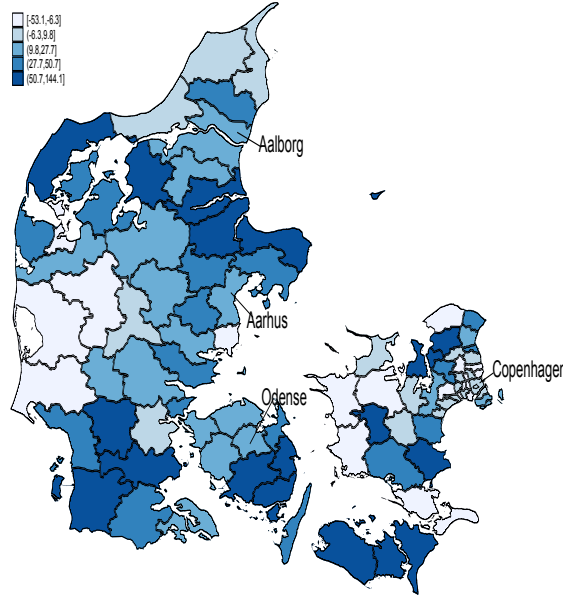 [-53.1,-6.3]
(-6.3,9.8]
(9.8,27.7]
(27.7,50.7]
(50.7,144.1]
Aalborg
Aarhus
Copenhagen
Odense